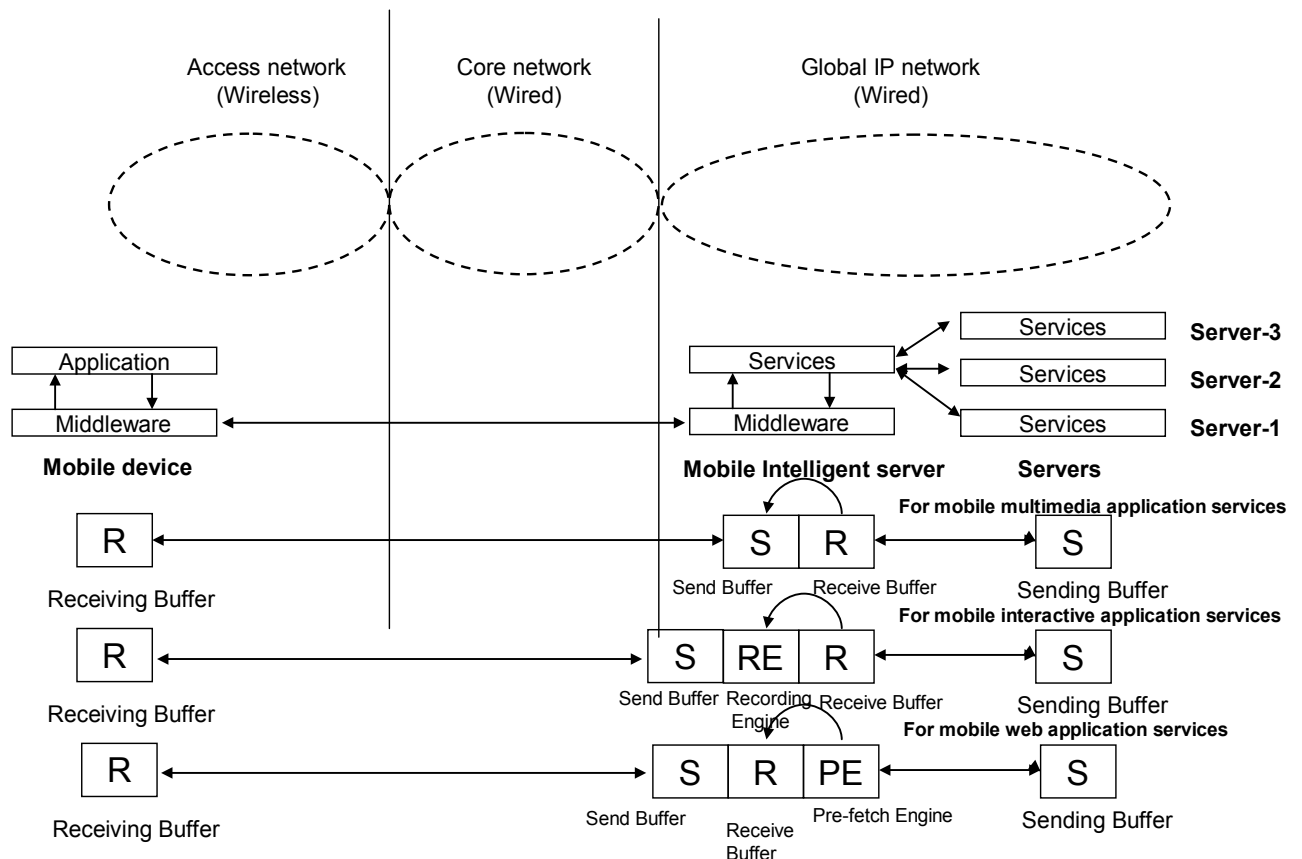 Access network
(Wireless)
Core network
(Wired)
Global IP network
(Wired)
Services
Server-3
Application
Services
Services
Server-2
Middleware
Middleware
Services
Server-1
Mobile device
Mobile Intelligent server
Servers
For mobile multimedia application services
R
S
R
S
Receiving Buffer
Send Buffer
Receive Buffer
Sending Buffer
For mobile interactive application services
R
S
RE
R
S
Receiving Buffer
Send Buffer
Recording
Engine
Receive Buffer
Sending Buffer
For mobile web application services
R
S
R
PE
S
Receiving Buffer
Send Buffer
Receive
Buffer
Pre-fetch Engine
Sending Buffer